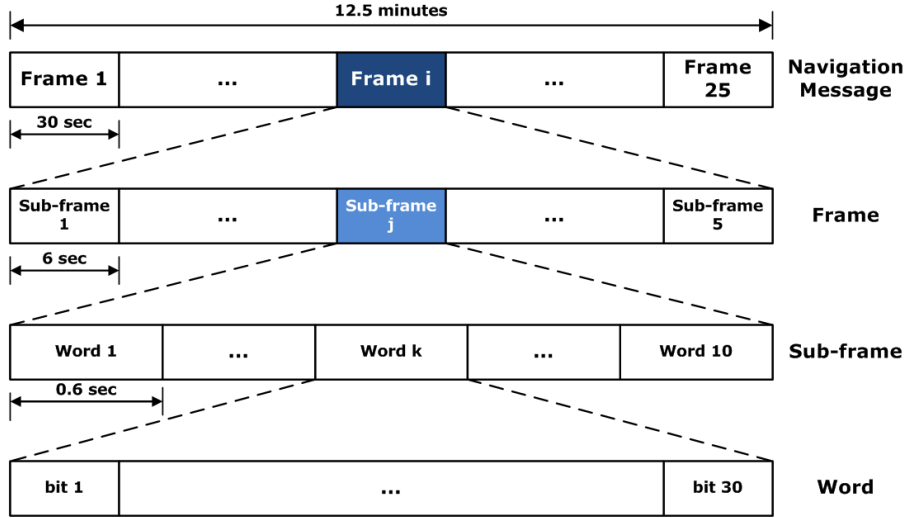 12.5 minutes
Frame 1
...
Frame i
...
Frame
25
Navigation
Message
30 sec
Sub-frame
1
...
Sub-frame
j
...
Sub-frame
5
Frame
6 sec
Word 1
...
Word k
...
Word 10
Sub-frame
0.6 sec
bit 1
...
bit 30
Word